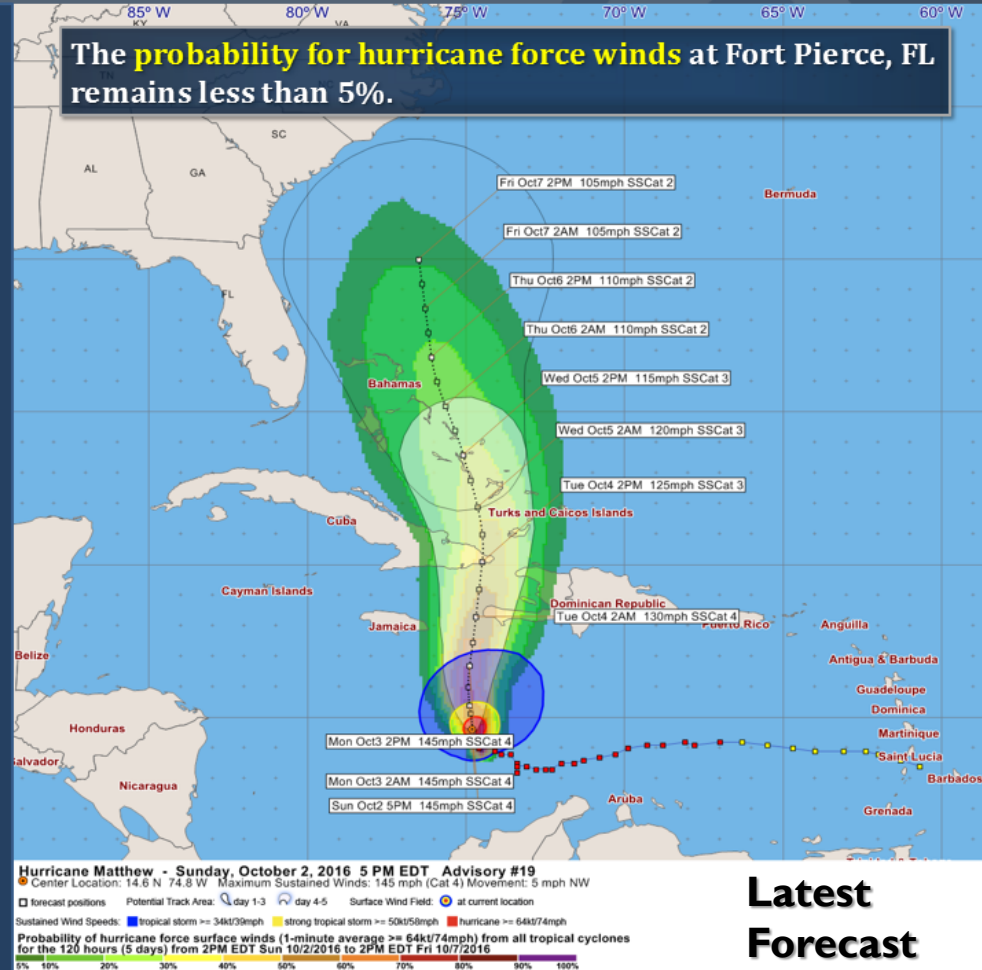 85° W 80° W 75° W 70° W 65° W 60° W
KY VA
The probability for hurricane force winds at Fort Pierce, FL
remains less than 5%.
TN
SC
AL GA
Fri Oct7 2PM 105mph SSCat 2
Bermuda
Fri Oct7 2AM 105mph SSCat 2
Thu Oct6 2PM 110mph SSCat 2
FL
Thu Oct6 2AM 110mph SSCat 2
Bahamas
Wed Oct5 2PM 115mph SSCat 3
Wed Oct5 2AM 120mph SSCat 3
Tue Oct4 2PM 125mph SSCat 3
Turks and Caicos Islands
Cuba
Cayman Islands
Dominican Republic
Tue Oct4 2AM 130mph SSCat 4
Jamaica
Puerto Rico
Anguilla
Belize
Antigua & Barbuda
Guadeloupe
Dominica
Honduras
Martinique
Mon Oct3 2PM 145mph SSCat 4
Saint Lucia
alvador
Barbados
Nicaragua
Mon Oct3 2AM 145mph SSCat 4
Sun Oct2 5PM 145mph SSCat 4
Aruba
Grenada
Hurricane Matthew - Sunday, October 2, 2016 5 PM EDT Advisory #19
Center Location: 14.6 N 74.8 W Maximum Sustained Winds: 145 mph (Cat 4) Movement: 5 mph NW
forecast positions Potential Track Area: day 1-3 day 4-5 Surface Wind Field: at current location
Sustained Wind Speeds: tropical storm >= 34kt/39mph strong tropical storm >= 50kt/58mph hurricane >= 64kt/74mph
Probability of hurricane force surface winds (1-minute average >= 64kt/74mph) from all tropical cyclones
for the 120 hours (5 days) from 2PM EDT Sun 10/2/2016 to 2PM EDT Fri 10/7/2016
5% 10% 20% 30% 40% 50% 60% 70% 80% 90% 100%
Latest
Forecast